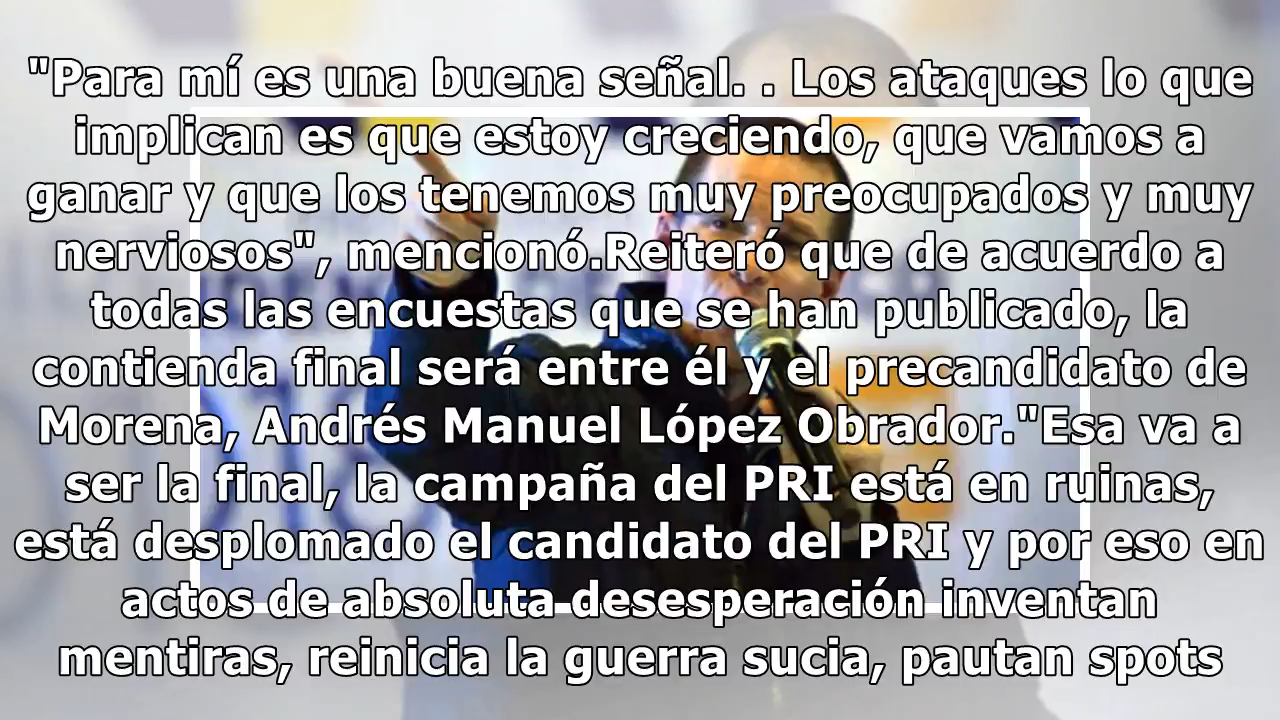 "Para mí es una buena señal. . Los ataques lo que
implican es que estoy creciendo, que vamos a
ganar y que los tenemos muy preocupados y muy
nerviosos", mencionó.Reiteró que de acuerdo a
todas las encuestas que se han publicado, la
contienda final será entre él y el precandidato de
Morena, Andrés Manuel López Obrador."Esa va a
ser la final, la campaña del PRI está en ruinas,
está desplomado el candidato del PRI y por eso en
actos de absoluta desesperación inventan
mentiras, reinicia la guerra sucia, pautan spots